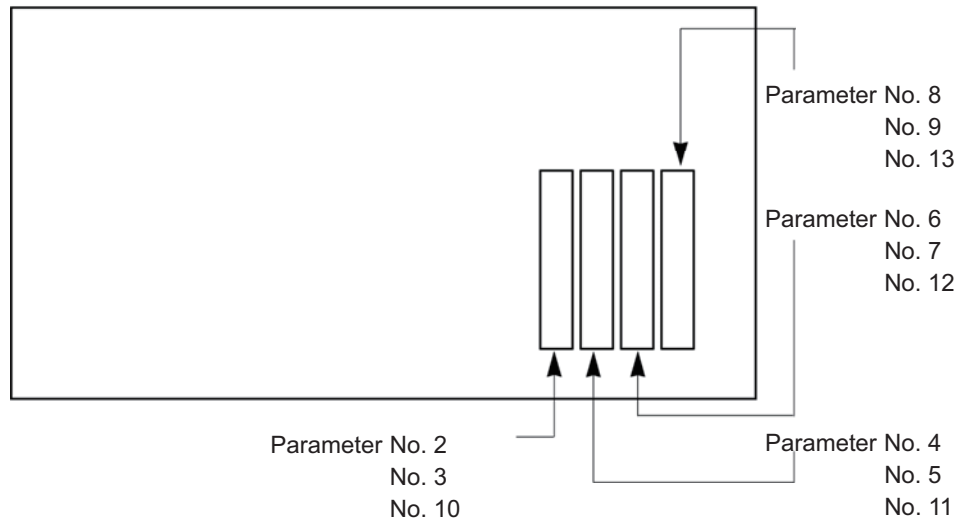 Parameter No. 8
No. 9
No. 13
Parameter No. 6
No. 7
No. 12
Parameter No. 2
No. 3
No. 10
Parameter No. 4
No. 5
No. 11